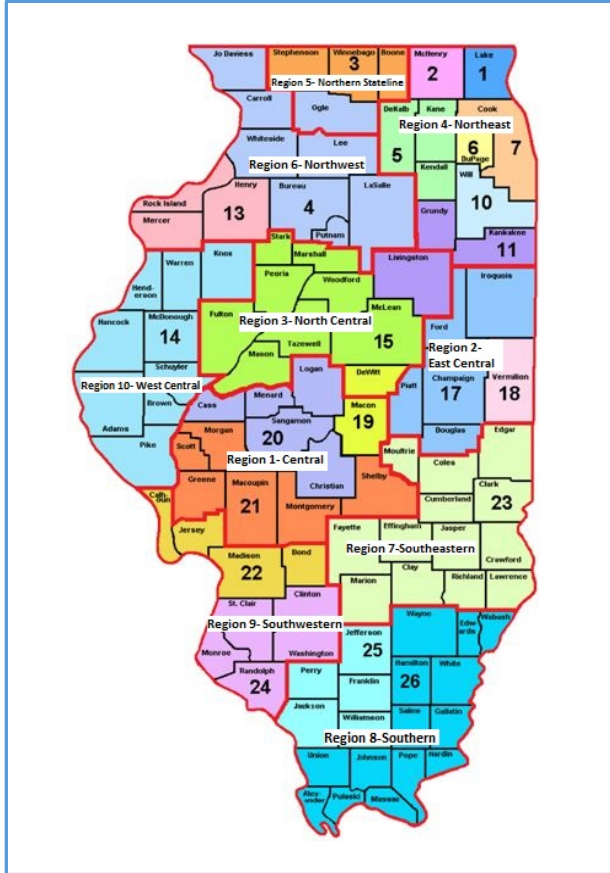 Jo Daviess
Stephenson
Winnebago
Boone
McHenry
Lake
3
2
1
Region 5- Northern Stateline
Carroll
Ogle
DeKalb
Kane
Cook
Region 4- Northeast
Whiteside
Lee
5
6
7
DuPage
Region 6- Northwest
Kendall
Will
Rock Island
Henry
Bureau
LaSalle
10
Mercer
13
4
Grundy
Putnam
Kankakee
11
Stark
Marshall
Knox
Warren
Livingston
Iroquois
Peoria
Woodford
Hend-
erson
Fulton
McLean
Hancock
McDonough
Region 3- North Central
Ford
14
15
Region 2-
East Central
Tazewell
Mason
Schuyler
Logan
DeWitt
Champaign
Vermilion
Region 10- West Central
Piatt
17
18
Cass
Menard
Macon
Brown
Adams
Sangamon
19
Morgan
Douglas
Edgar
Pike
20
Scott
Moultrie
Region 1- Central
Coles
Shelby
Greene
Macoupin
Christian
Clark
Cal-
houn
21
Montgomery
Cumberland
23
Jersey
Fayette
Effingham
Jasper
Madison
Bond
Region 7-Southeastern
22
Crawford
Clay
Clinton
Marion
Richland
Lawrence
St. Clair
Wayne
Region 9- Southwestern
Edw
ards
Wabash
Jefferson
25
Monroe
Washington
Hamilton
White
Randolph
Perry
24
Franklin
26
Jackson
Saline
Gallatin
Williamson
Region 8-Southern
Union
Johnson
Pope
Hardin
Alex-
ander
Pulaski
Massac